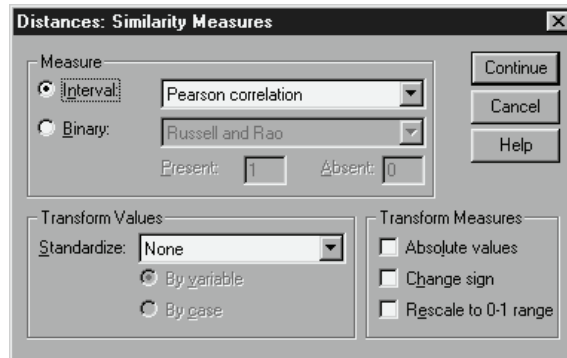 Distances: Similarity Measures
Measure
Interval: Pearson correlation
Binary: Russell and Rao
Present: 1 Absent: 0
Continue
Cancel
Help
Transform Values
Standardize: None
By variable
By case
Transform Measures
Absolute values
Change sign
Rescale to 0-1 range